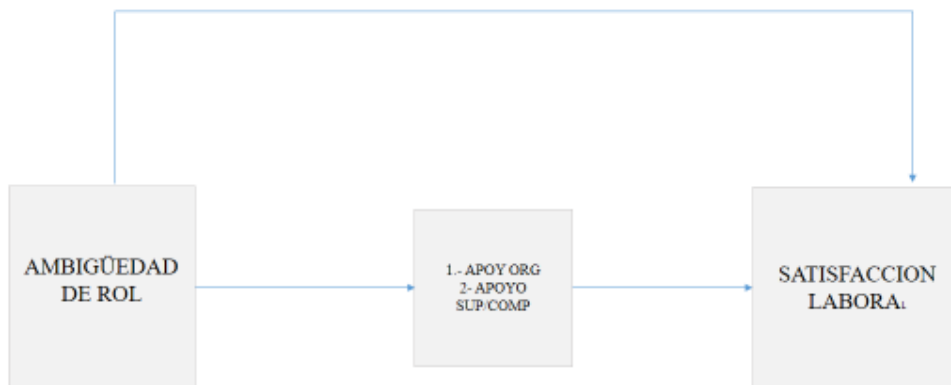 AMBIGÜEDAD
DE ROL
1.- APOY ORG
2- APOYO
SUP/COMP
SATISFACCION
LABORAL